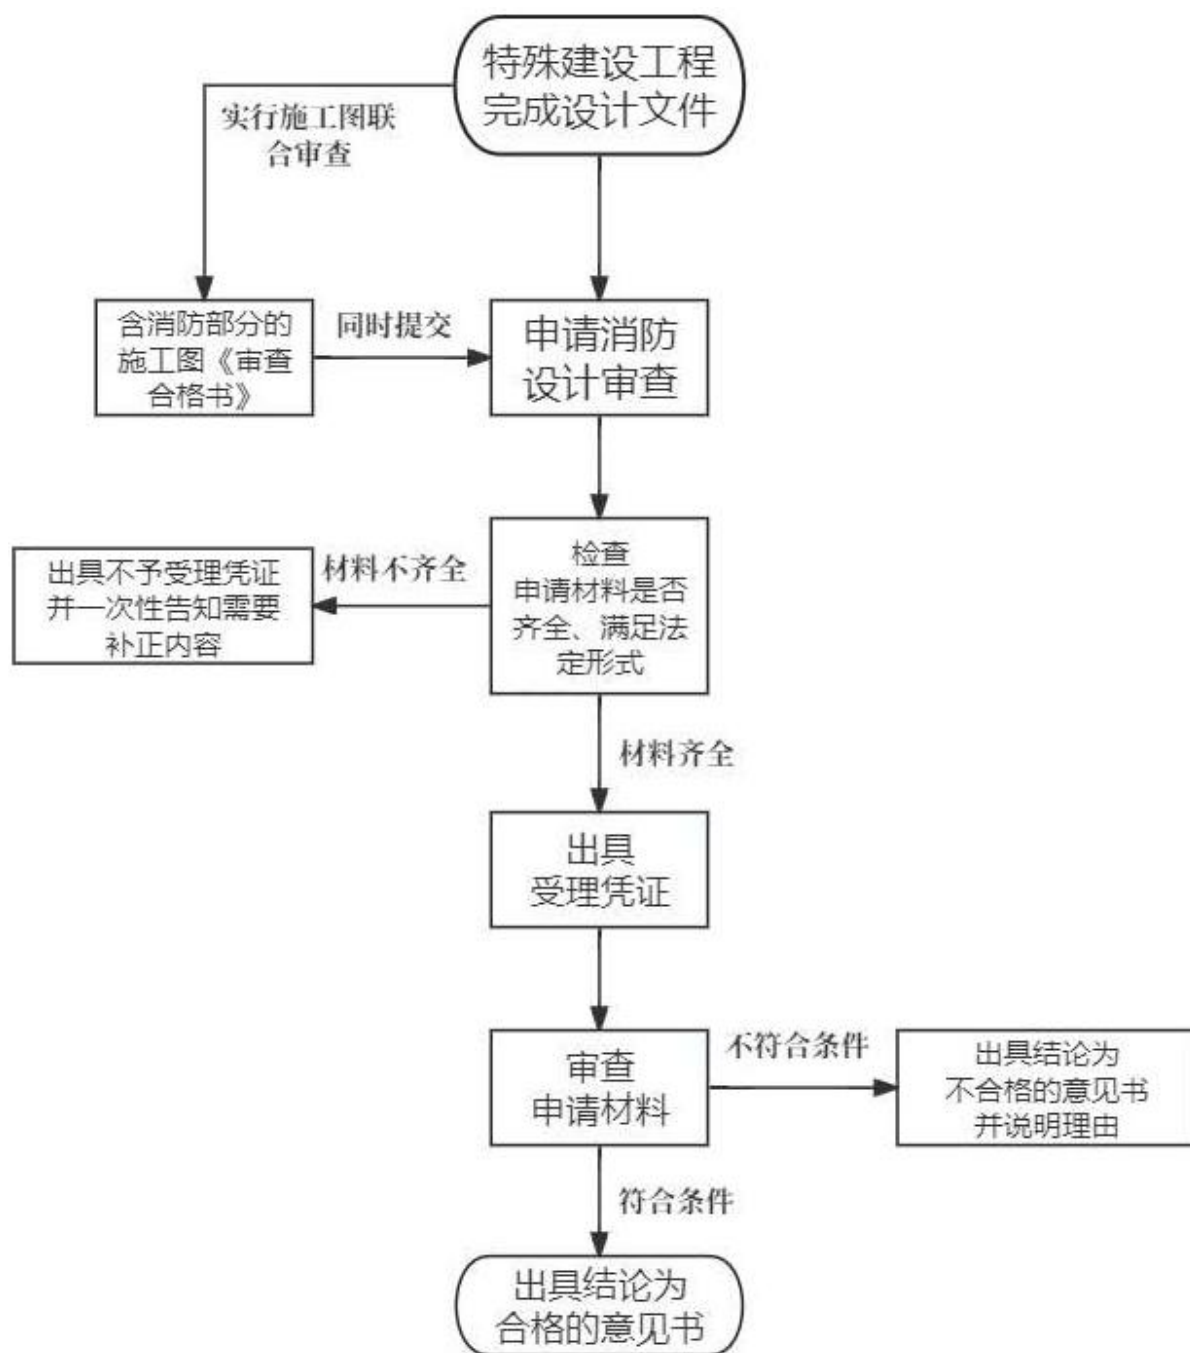 特殊建设工程
完成设计文件
实行施工图联
合审查
含消防部分的
施工图《审查
合格书》
同时提交
申请消防
设计审查
检查
申请材料是否
齐全、满足法
定形式
材料不齐全
出具不予受理凭证
并一次性告知需要
补正内容
材料齐全
出具
受理凭证
审查
申请材料
不符合条件
出具结论为
不合格的意见书
并说明理由
符合条件
出具结论为
合格的意见书